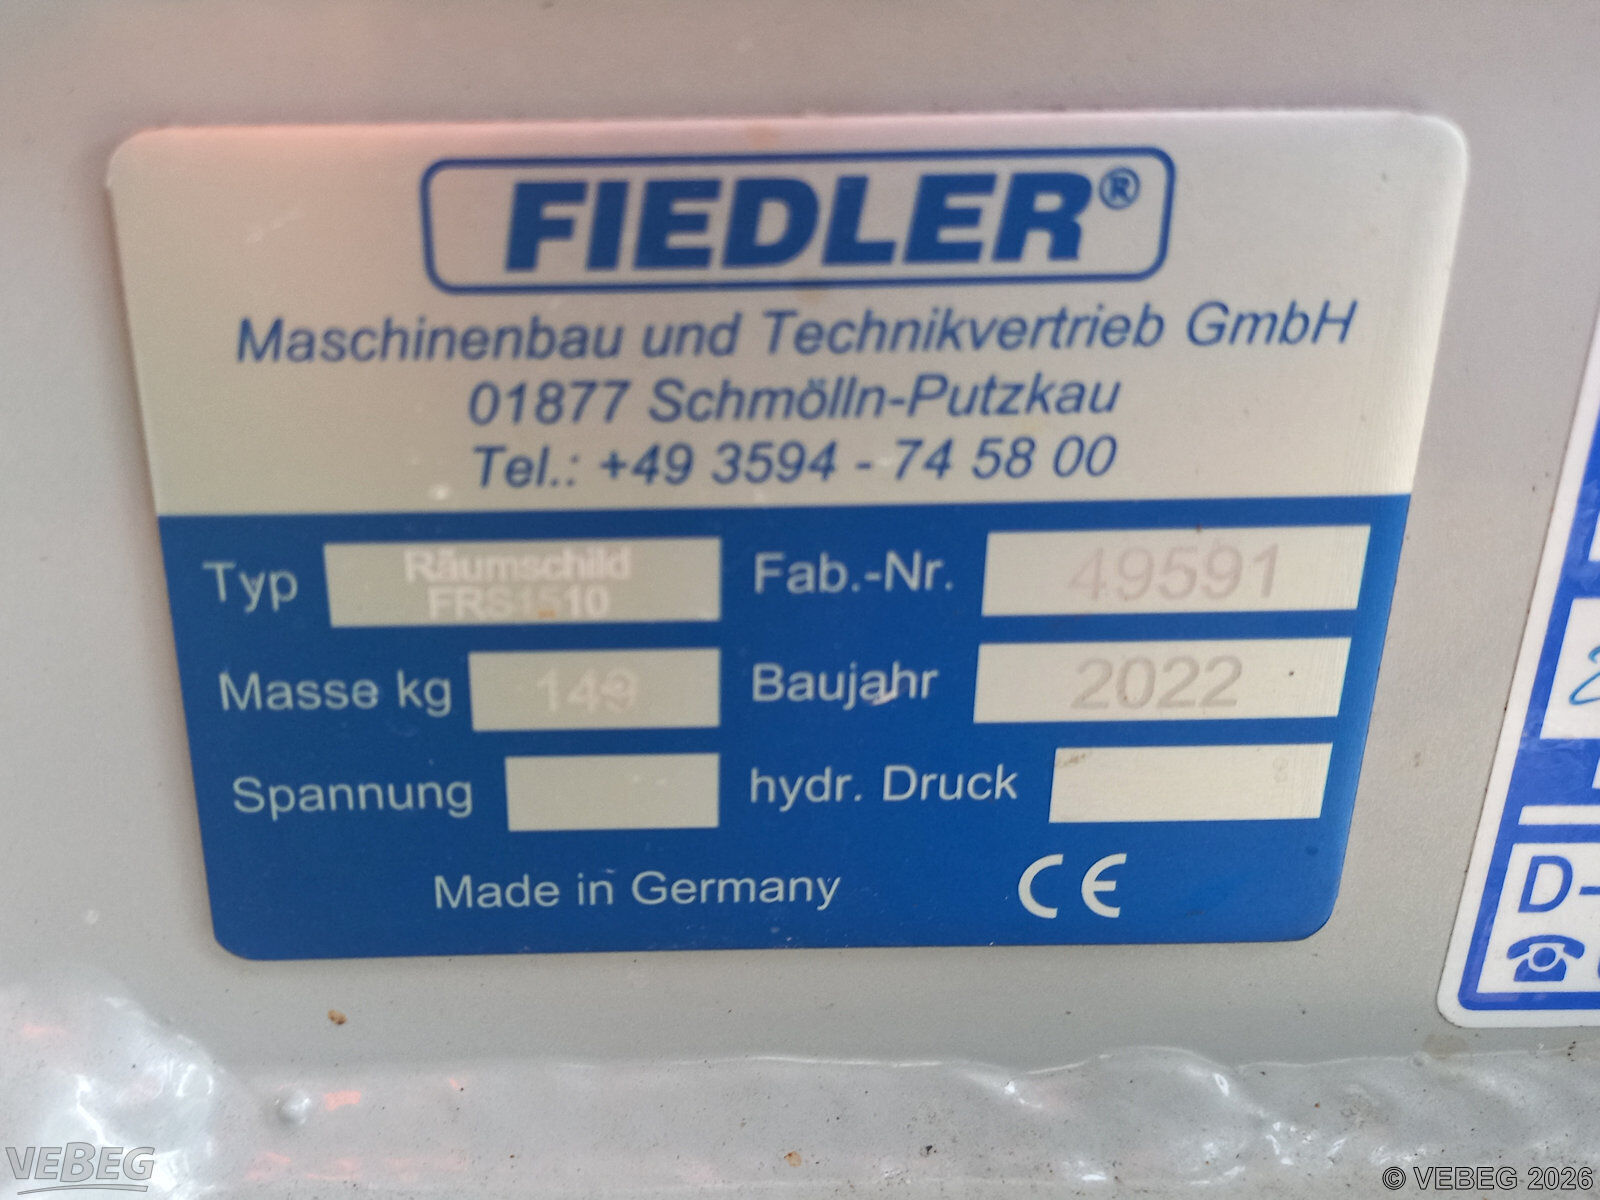 FIEDLER®
Maschinenbau und Technikvertrieb GmbH
01877 Schmölln-Putzkau
Tel.: +49 3594 - 74 58 00
Typ Räumschild FRS1510
Fab.-Nr. 49591
Masse kg
Baujahr 2022
Spannung
hydr. Druck
Made in Germany CE
D-
VEBEG
© VEBEG 2026